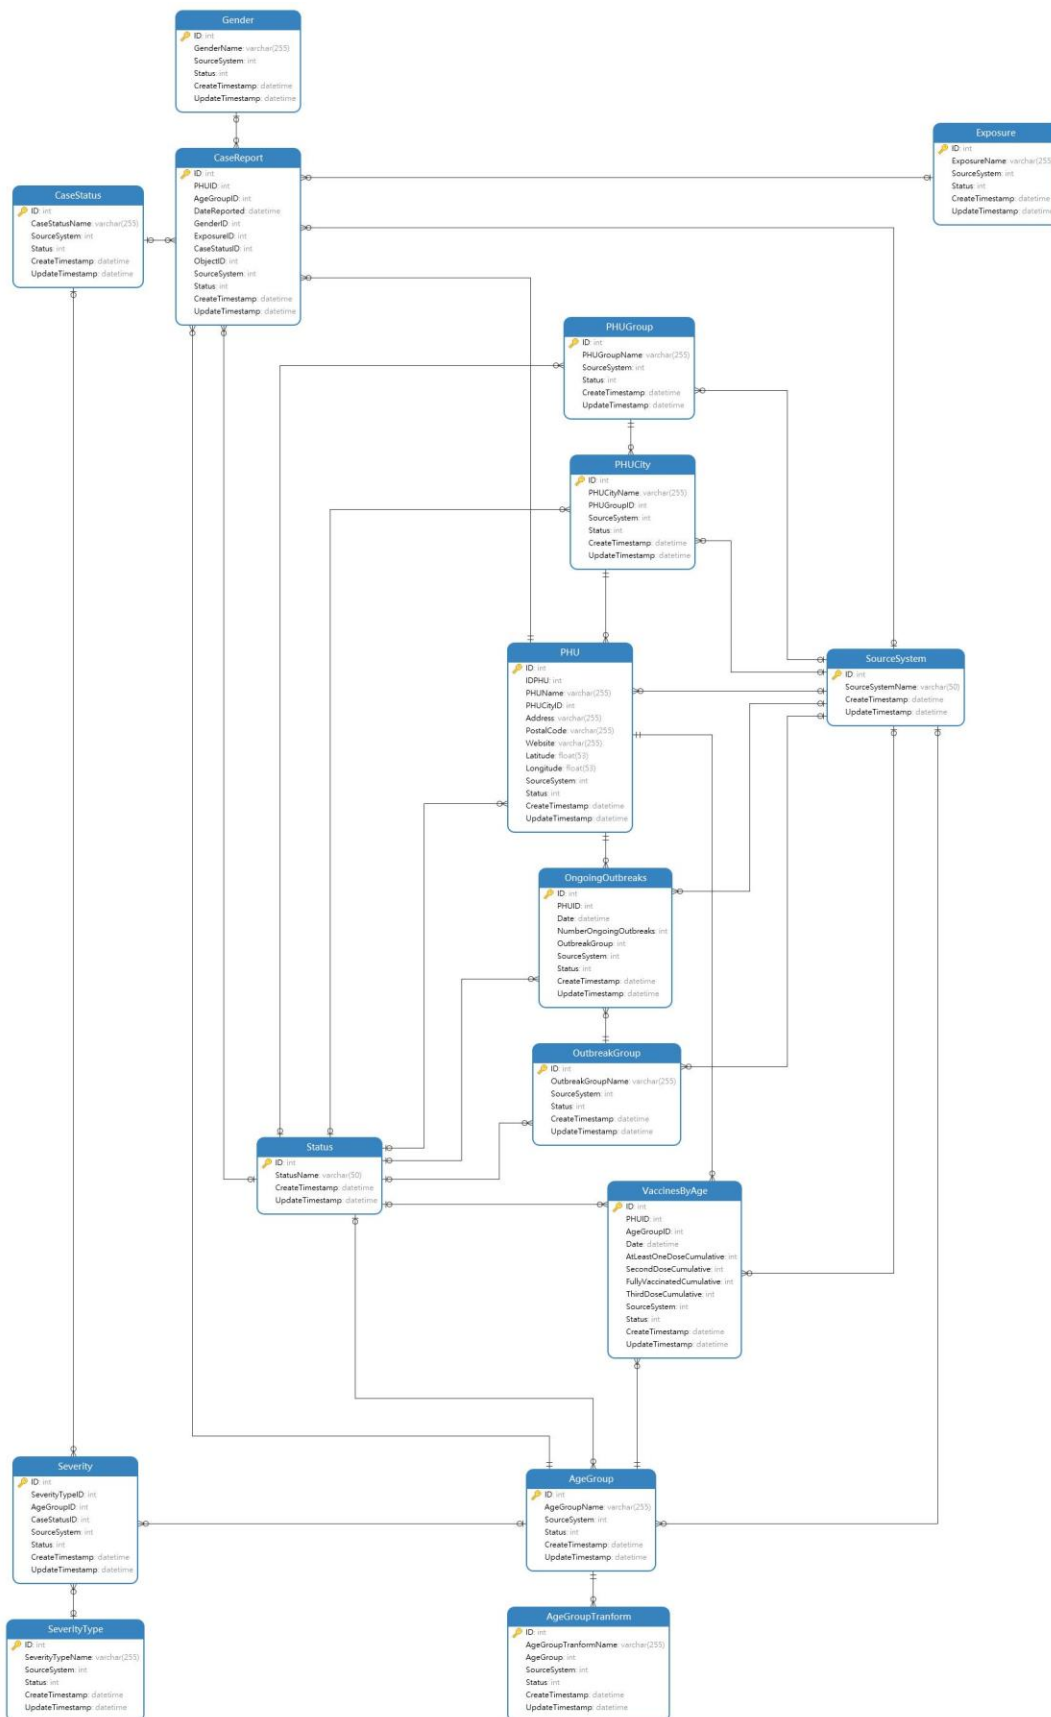 Gender
ID: int
GenderName: varchar(255)
SourceSystem: int
Status: int
CreateTimestamp: datetime
UpdateTimestamp: datetime
Exposure
ID: int
ExposureName: varchar(255)
SourceSystem: int
Status: int
CreateTimestamp: datetime
UpdateTimestamp: datetime
CaseReport
ID: int
PHUID: int
AgeGroupID: int
DateReported: datetime
GenderID: int
ExposureID: int
CaseStatusID: int
ObjectID: int
SourceSystem: int
Status: int
CreateTimestamp: datetime
UpdateTimestamp: datetime
CaseStatus
ID: int
CaseStatusName: varchar(255)
SourceSystem: int
Status: int
CreateTimestamp: datetime
UpdateTimestamp: datetime
PHUGroup
ID: int
PHUGroupName: varchar(255)
SourceSystem: int
Status: int
CreateTimestamp: datetime
UpdateTimestamp: datetime
PHUCity
ID: int
PHUCityName: varchar(255)
PHUGroupID: int
SourceSystem: int
Status: int
CreateTimestamp: datetime
UpdateTimestamp: datetime
PHU
ID: int
IDPHU: int
PHUName: varchar(255)
PHUCityID: int
Address: varchar(255)
PostalCode: varchar(255)
Website: varchar(255)
Latitude: float(53)
Longitude: float(53)
SourceSystem: int
Status: int
CreateTimestamp: datetime
UpdateTimestamp: datetime
SourceSystem
ID: int
SourceSystemName: varchar(50)
CreateTimestamp: datetime
UpdateTimestamp: datetime
OngoingOutbreaks
ID: int
PHUID: int
Date: datetime
NumberOngoingOutbreaks: int
OutbreakGroup: int
SourceSystem: int
Status: int
CreateTimestamp: datetime
UpdateTimestamp: datetime
OutbreakGroup
ID: int
OutbreakGroupName: varchar(255)
SourceSystem: int
Status: int
CreateTimestamp: datetime
UpdateTimestamp: datetime
Status
ID: int
StatusName: varchar(50)
CreateTimestamp: datetime
UpdateTimestamp: datetime
VaccinesByAge
ID: int
PHUID: int
AgeGroupID: int
Date: datetime
AtLeastOneDoseCumulative: int
SecondDoseCumulative: int
FullyVaccinatedCumulative: int
ThirdDoseCumulative: int
SourceSystem: int
Status: int
CreateTimestamp: datetime
UpdateTimestamp: datetime
Severity
ID: int
SeverityTypeID: int
AgeGroupID: int
CaseStatusID: int
SourceSystem: int
Status: int
CreateTimestamp: datetime
UpdateTimestamp: datetime
AgeGroup
ID: int
AgeGroupName: varchar(255)
SourceSystem: int
Status: int
CreateTimestamp: datetime
UpdateTimestamp: datetime
SeverityType
ID: int
SeverityTypeName: varchar(255)
SourceSystem: int
Status: int
CreateTimestamp: datetime
UpdateTimestamp: datetime
AgeGroupTranform
ID: int
AgeGroupTranformName: varchar(255)
AgeGroup: int
SourceSystem: int
Status: int
CreateTimestamp: datetime
UpdateTimestamp: datetime